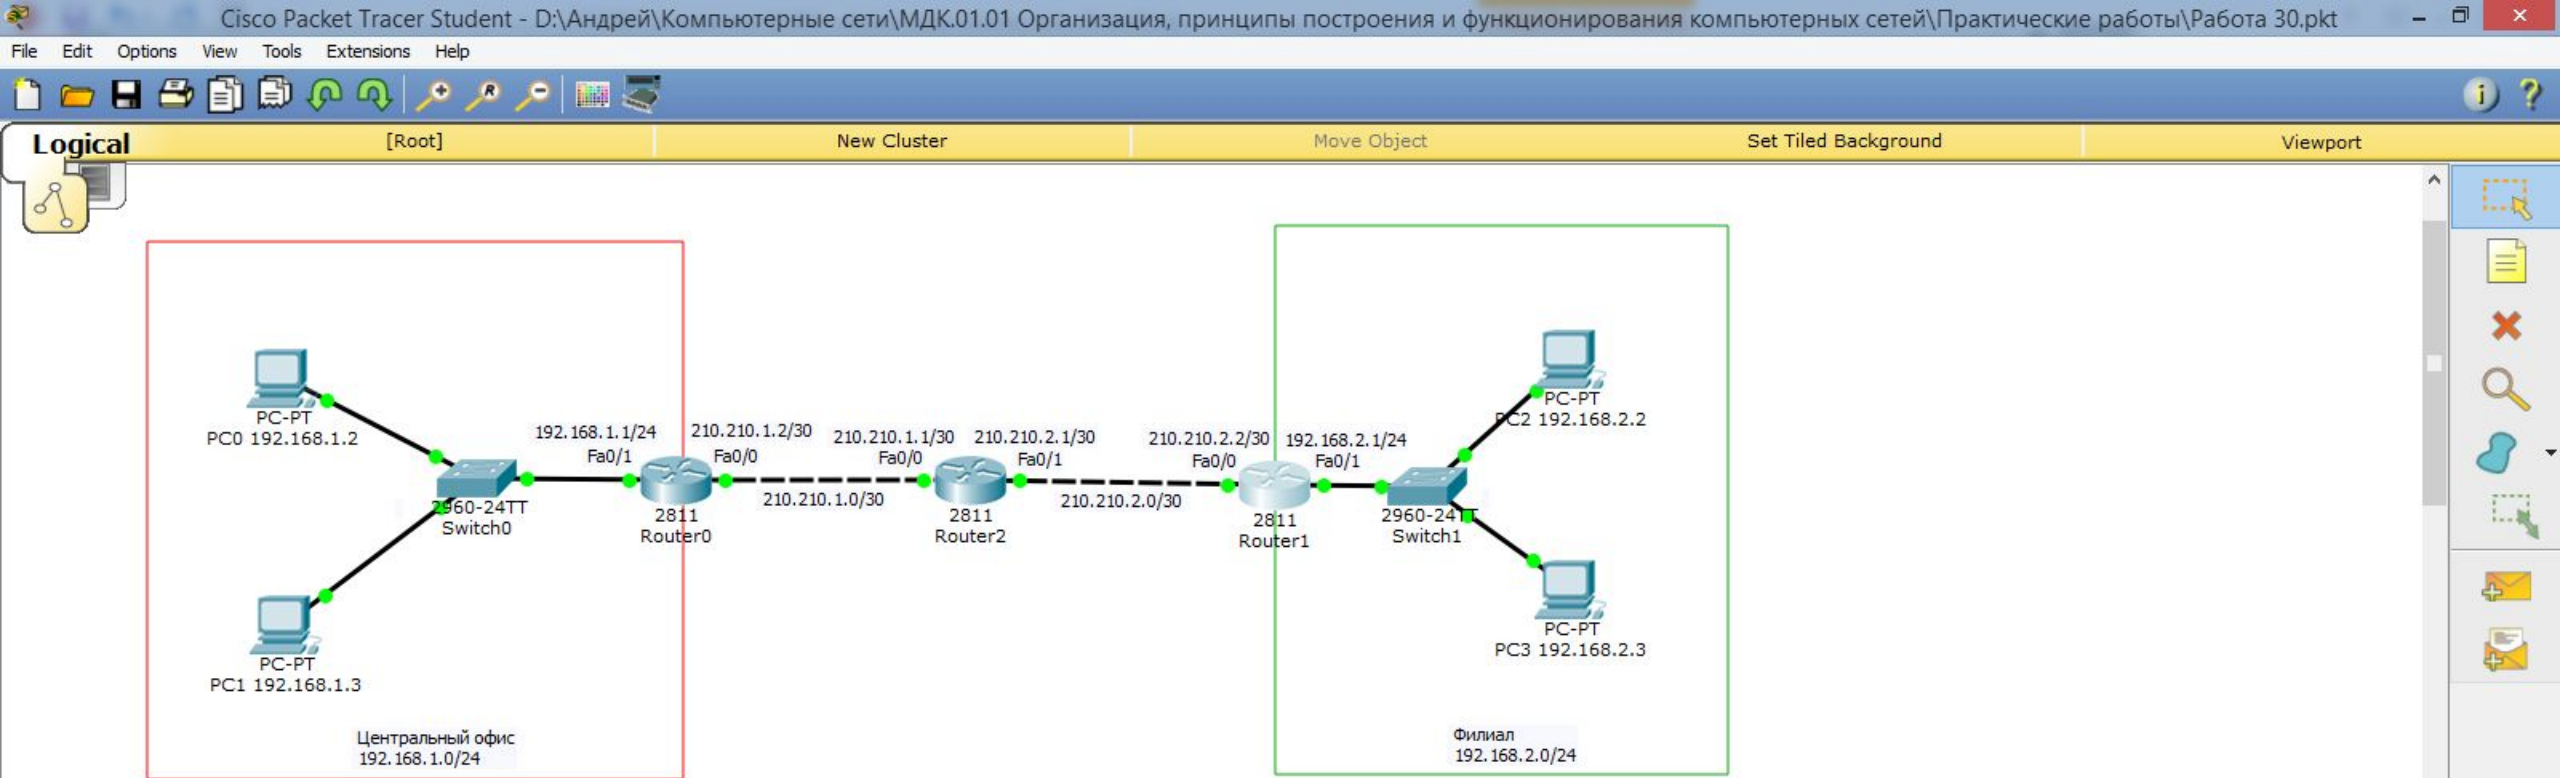 Cisco Packet Tracer Student - D:\Андрей\Компьютерные сети\МДК.01.01 Организация, принципы построения и функционирования компьютерных сетей\Практические работы\Работа 30.pkt
File Edit Options View Tools Extensions Help
Logical [Root] New Cluster Move Object Set Tiled Background Viewport
PC-PT
PC0 192.168.1.2
2960-24TT
Switch0
PC-PT
PC1 192.168.1.3
Центральный офис
192.168.1.0/24
192.168.1.1/24
Fa0/1
2811
Router0
210.210.1.2/30
Fa0/0
210.210.1.0/30
210.210.1.1/30
Fa0/0
2811
Router2
210.210.2.1/30
Fa0/1
210.210.2.0/30
210.210.2.2/30
Fa0/0
2811
Router1
192.168.2.1/24
Fa0/1
2960-24TT
Switch1
PC-PT
PC2 192.168.2.2
PC-PT
PC3 192.168.2.3
Филиал
192.168.2.0/24